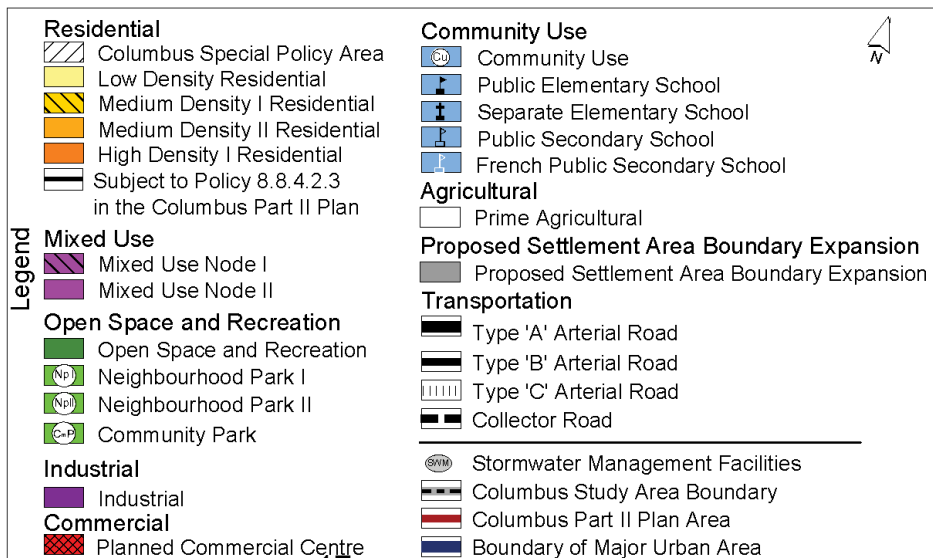 Legend
Residential
Columbus Special Policy Area
Low Density Residential
Medium Density I Residential
Medium Density II Residential
High Density I Residential
Subject to Policy 8.8.4.2.3
in the Columbus Part II Plan
Mixed Use
Mixed Use Node I
Mixed Use Node II
Open Space and Recreation
Open Space and Recreation
NpI Neighbourhood Park I
NpII Neighbourhood Park II
CmP Community Park
Industrial
Industrial
Commercial
Planned Commercial Centre
Community Use
Cu Community Use
Public Elementary School
Separate Elementary School
Public Secondary School
French Public Secondary School
Agricultural
Prime Agricultural
Proposed Settlement Area Boundary Expansion
Proposed Settlement Area Boundary Expansion
Transportation
Type 'A' Arterial Road
Type 'B' Arterial Road
Type 'C' Arterial Road
Collector Road
SWM Stormwater Management Facilities
Columbus Study Area Boundary
Columbus Part II Plan Area
Boundary of Major Urban Area
N